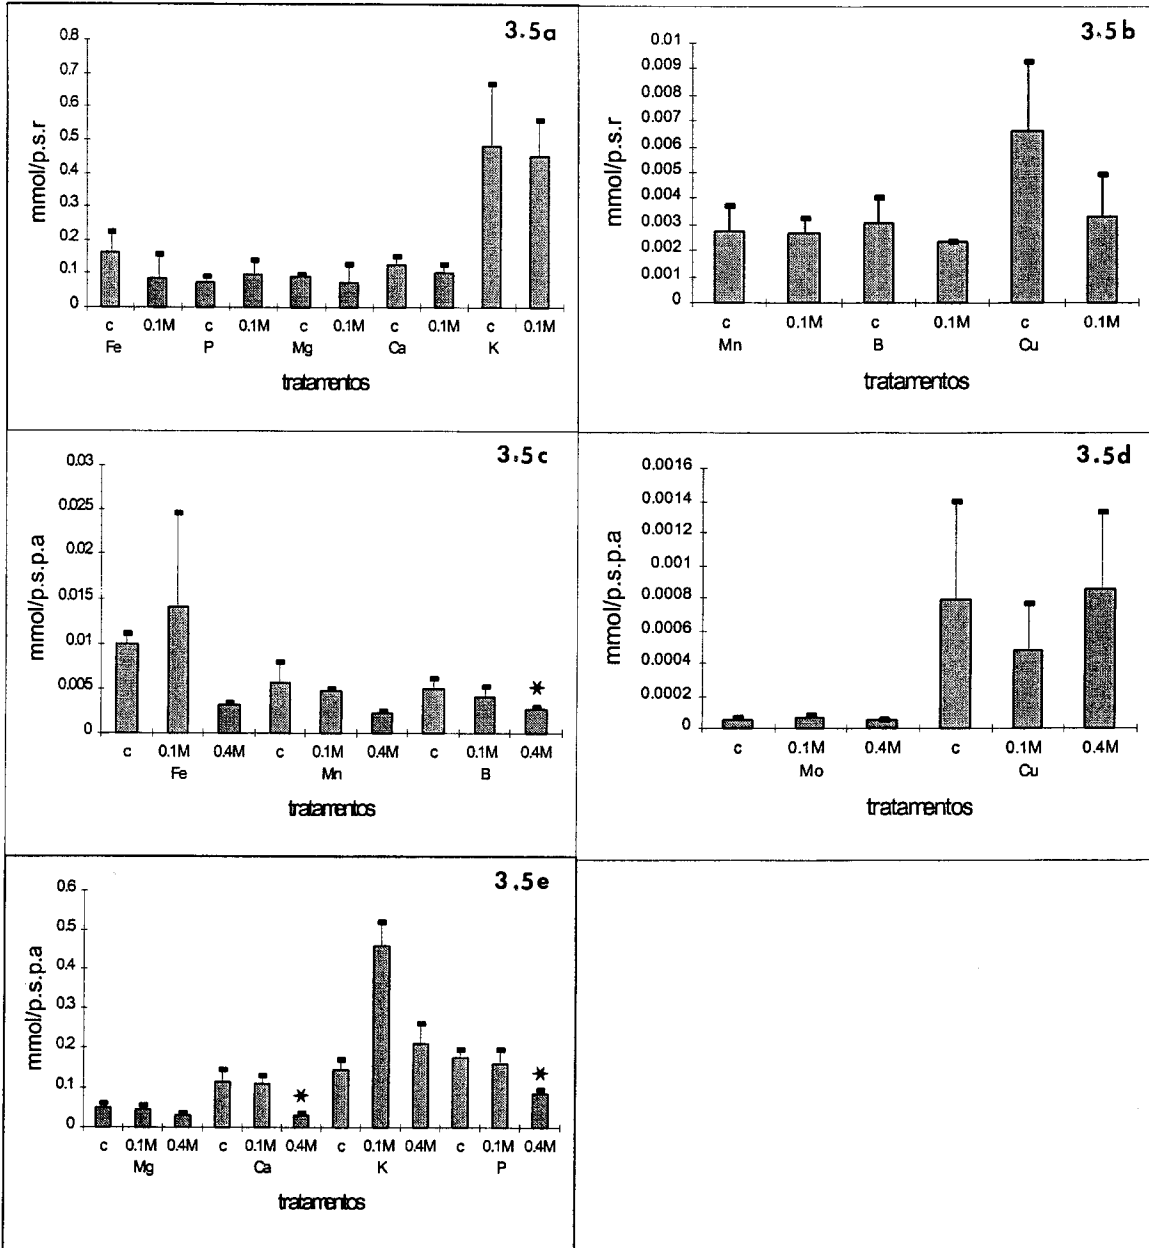 3.5a
mmol/p.s.r
0.8
0.7
0.6
0.5
0.4
0.3
0.2
0.1
0
c 0.1M c 0.1M c 0.1M c 0.1M c 0.1M
Fe P Mg Ca K
tratamentos
3.5b
mmol/p.s.r
0.01
0.009
0.008
0.007
0.006
0.005
0.004
0.003
0.002
0.001
0
c 0.1M c 0.1M c 0.1M
Mn B Cu
tratamentos
3.5c
mmol/p.s.p.a
0.03
0.025
0.02
0.015
0.01
0.005
0
*
c 0.1M 0.4M c 0.1M 0.4M c 0.1M 0.4M
Fe Mn B
tratamentos
3.5d
mmol/p.s.p.a
0.0016
0.0014
0.0012
0.001
0.0008
0.0006
0.0004
0.0002
0
c 0.1M 0.4M c 0.1M 0.4M
Mo Cu
tratamentos
3.5e
mmol/p.s.p.a
0.6
0.5
0.4
0.3
0.2
0.1
0
* *
c 0.1M 0.4M c 0.1M 0.4M c 0.1M 0.4M c 0.1M 0.4M
Mg Ca K P
tratamentos